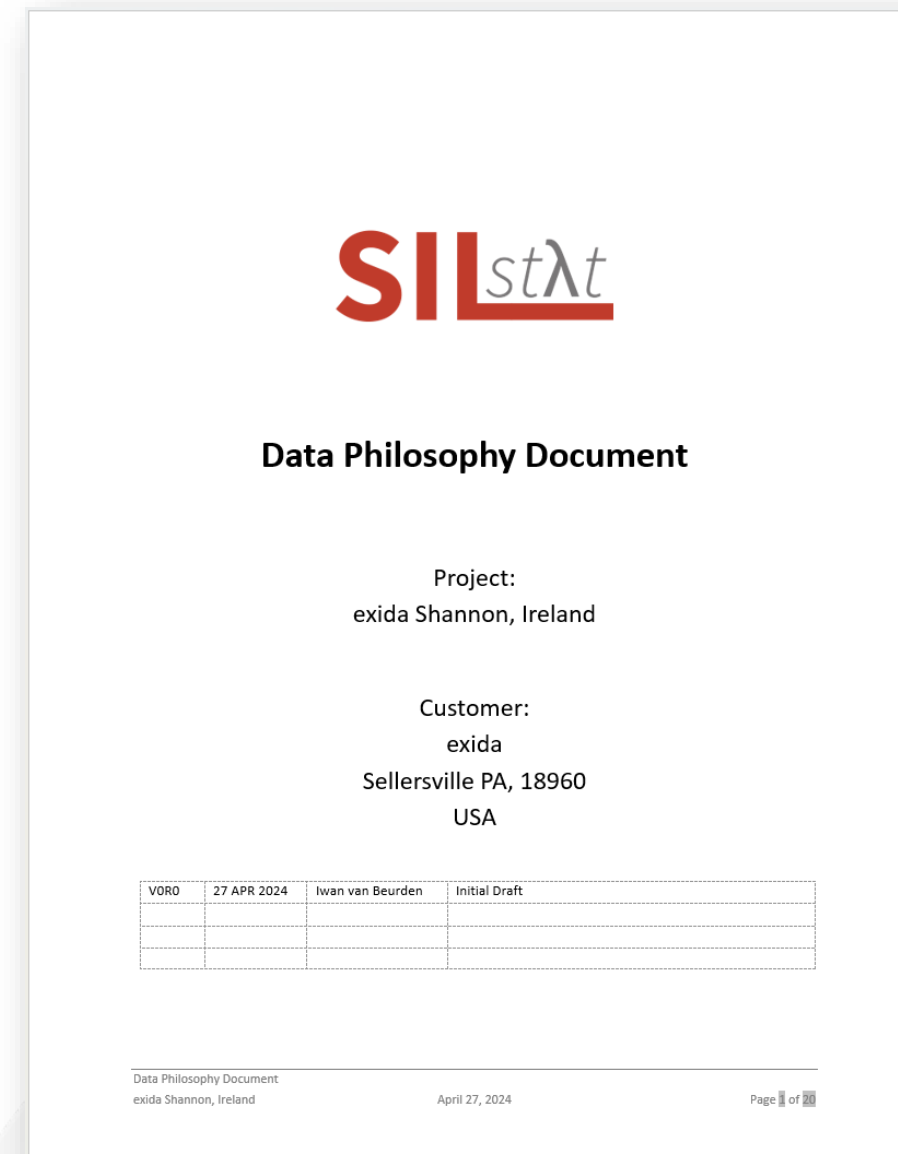 SILstλt
Data Philosophy Document
Project:
exida Shannon, Ireland
Customer:
exida
Sellersville PA, 18960
USA
V0R0 27 APR 2024 Iwan van Beurden Initial Draft
Data Philosophy Document
exida Shannon, Ireland April 27, 2024 Page 1 of 20